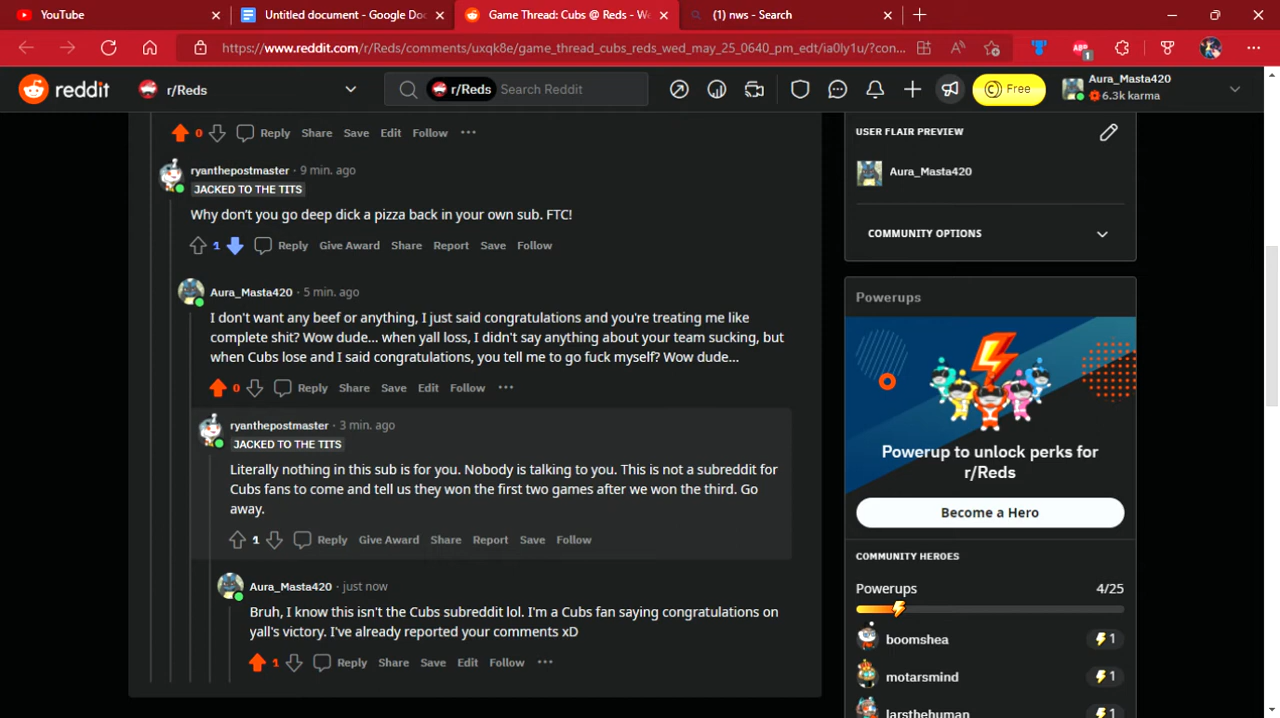 YouTube
Untitled document - Google Do
Game Thread: Cubs @ Reds - We
(1) nws - Search
https://www.reddit.com/r/Reds/comments/uxqk8e/game_thread_cubs_reds_wed_may_25_0640_pm_edt/ia0ly1u/?con...
1
reddit
r/Reds
r/Reds
Search Reddit
Free
Aura_Masta420
6.3k karma
0 Reply Share Save Edit Follow
ryanthepostmaster · 9 min. ago
JACKED TO THE TITS
Why don't you go deep dick a pizza back in your own sub. FTC!
1 Reply Give Award Share Report Save Follow
Aura_Masta420 · 5 min. ago
I don't want any beef or anything, I just said congratulations and you're treating me like
complete shit? Wow dude... when yall loss, I didn't say anything about your team sucking, but
when Cubs lose and I said congratulations, you tell me to go fuck myself? Wow dude...
0 Reply Share Save Edit Follow
ryanthepostmaster · 3 min. ago
JACKED TO THE TITS
Literally nothing in this sub is for you. Nobody is talking to you. This is not a subreddit for
Cubs fans to come and tell us they won the first two games after we won the third. Go
away.
1 Reply Give Award Share Report Save Follow
Aura_Masta420 · just now
Bruh, I know this isn't the Cubs subreddit lol. I'm a Cubs fan saying congratulations on
yall's victory. I've already reported your comments xD
1 Reply Share Save Edit Follow
USER FLAIR PREVIEW
Aura_Masta420
COMMUNITY OPTIONS
Powerups
Powerup to unlock perks for
r/Reds
Become a Hero
COMMUNITY HEROES
Powerups 4/25
boomshea 1
motarsmind 1
larsthehuman 1